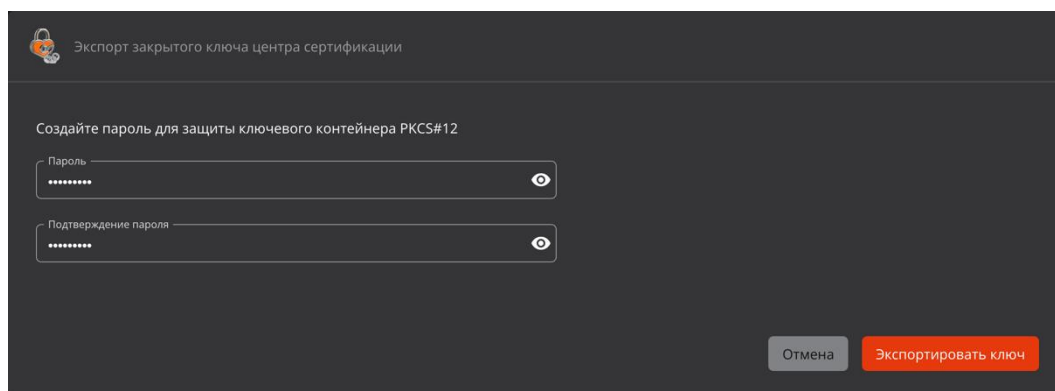 Экспорт закрытого ключа центра сертификации
Создайте пароль для защиты ключевого контейнера PKCS#12
Пароль
•••••••••
Подтверждение пароля
•••••••••
Отмена
Экспортировать ключ